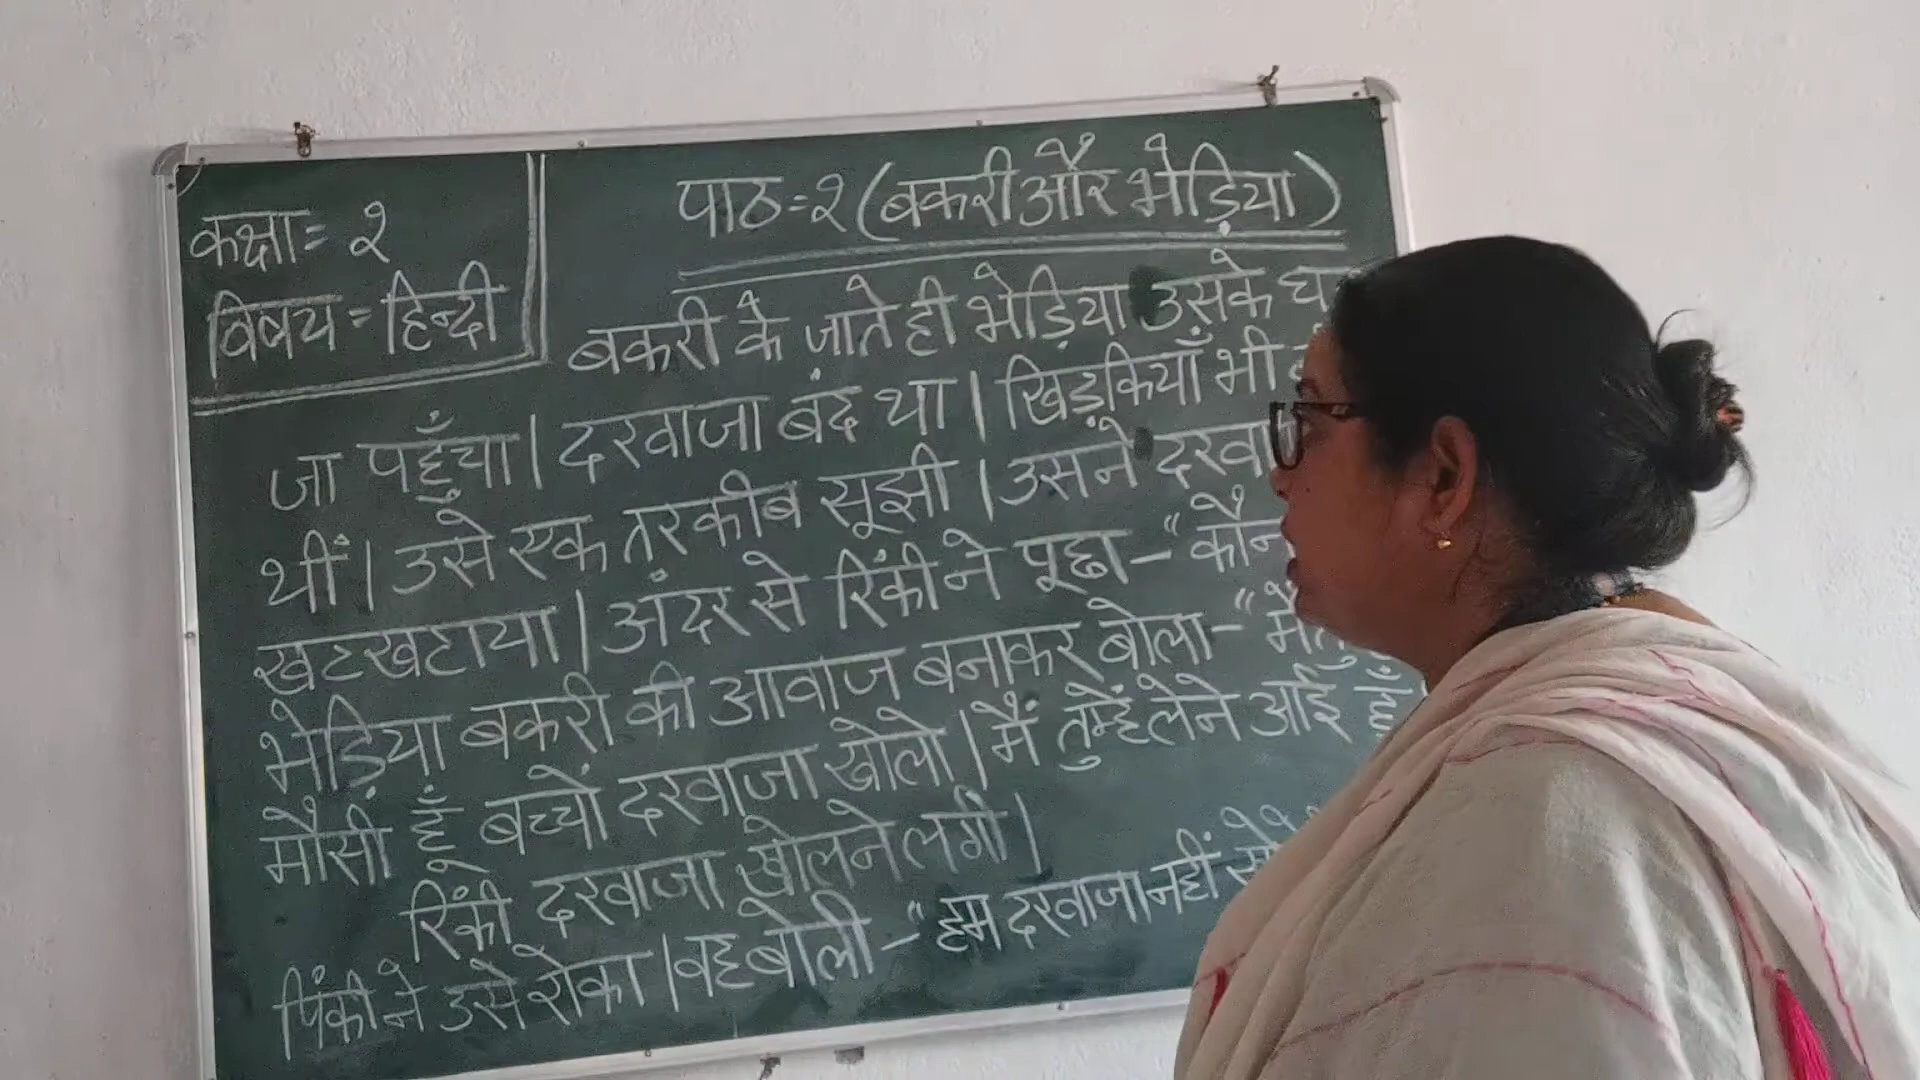 कक्षा= २
विषय= हिन्दी
पाठ=२ (बकरी और भेड़िया)
बकरी के जाते ही भेड़िया उसके
जा पहुँचा। दरवाजा बंद था। खिड़कियाँ भी
थीं। उसे एक तरकीब सूझी। उसने
खटखटाया। अंदर से रिंकी ने पूछा- “कौन
भेड़िया बकरी की आवाज बनाकर बोला- “मैं
मौसी हूँ बच्चों दरवाजा खोलो। मैं तुम्हें लेने आई हूँ
रिंकी दरवाजा खोलने लगी।
पिंकी ने उसे रोका। वह बोली- “हम दरवाजा नहीं